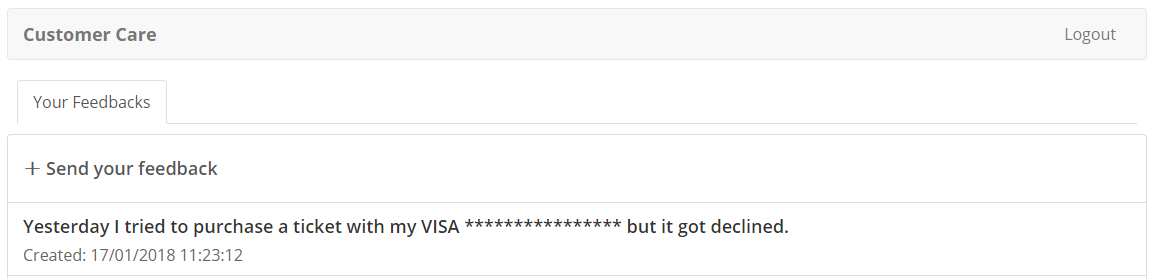 Customer Care
Logout
Your Feedbacks
+ Send your feedback
Yesterday I tried to purchase a ticket with my VISA **************** but it got declined.
Created: 17/01/2018 11:23:12